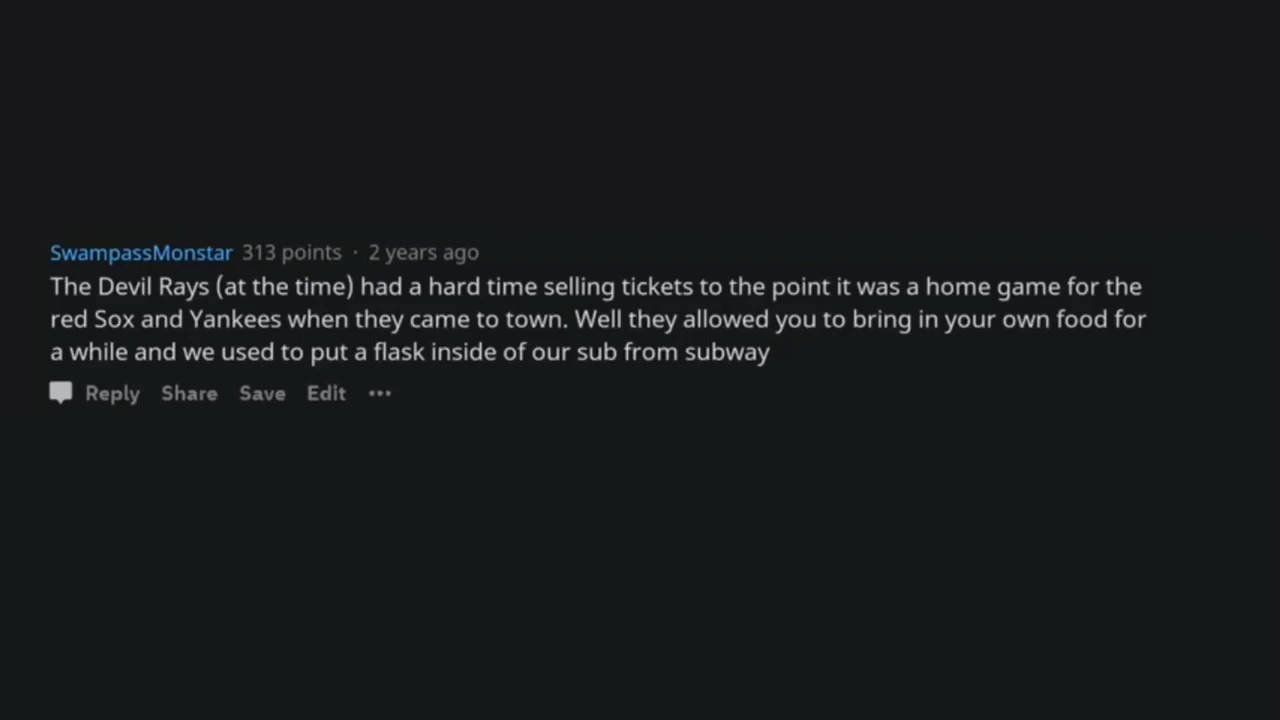 SwampassMonstar 313 points · 2 years ago
The Devil Rays (at the time) had a hard time selling tickets to the point it was a home game for the
red Sox and Yankees when they came to town. Well they allowed you to bring in your own food for
a while and we used to put a flask inside of our sub from subway
Reply Share Save Edit •••